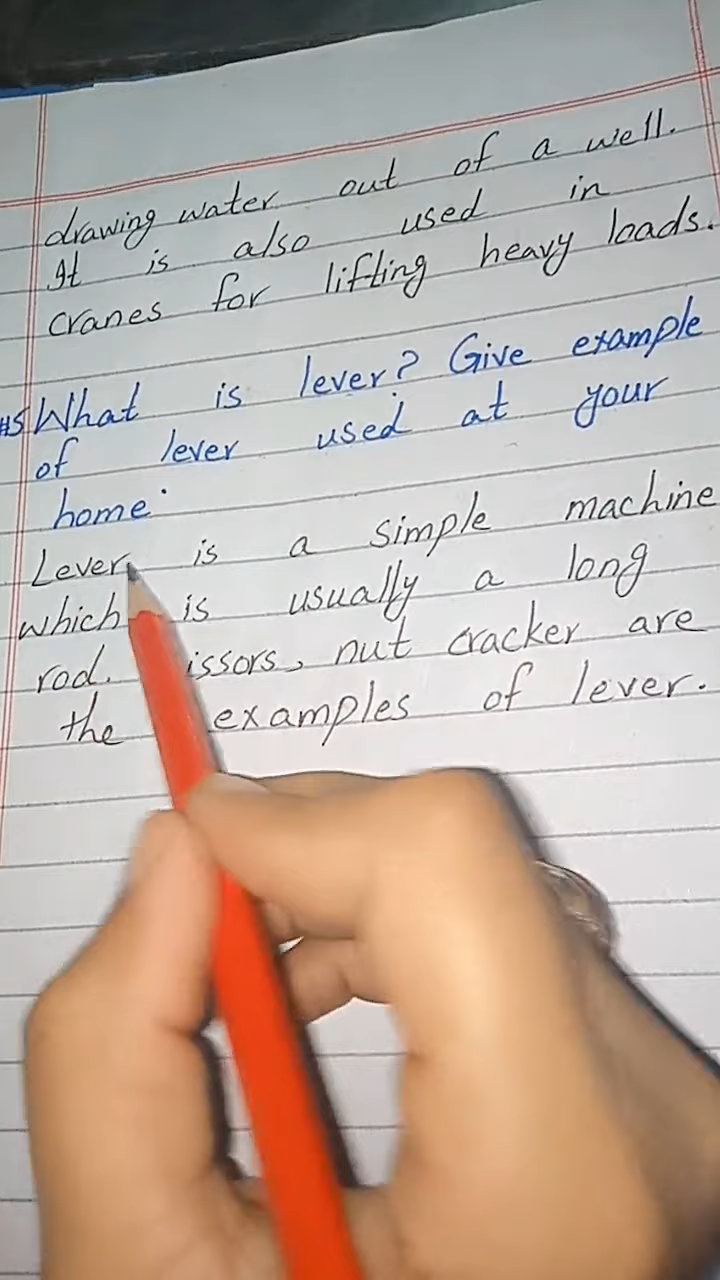 drawing water out of a well.
It is also used in
cranes for lifting heavy loads.
#5 What is lever? Give example
of lever used at your
home.
Lever is a simple machine
which is usually a long
rod. issors, nut cracker are
the examples of lever.